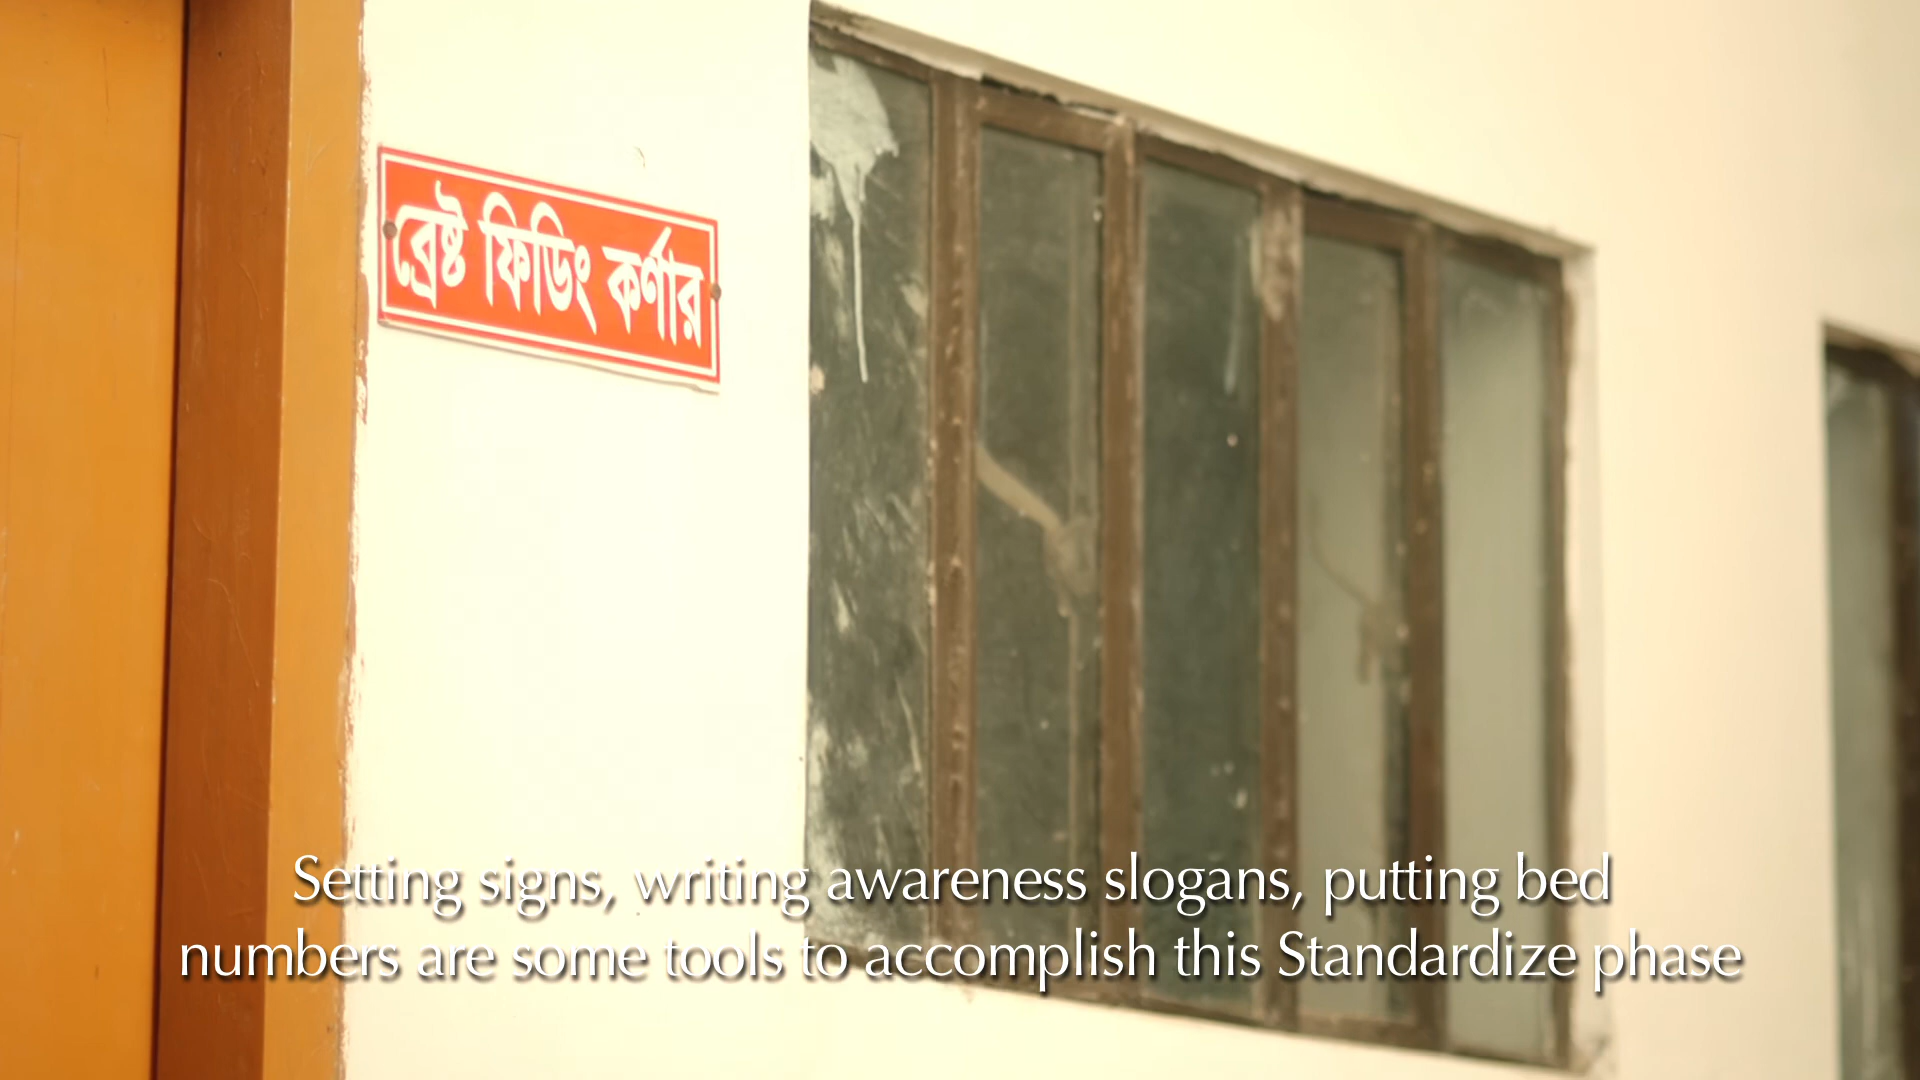 ব্রেষ্ট ফিডিং কর্ণার
Setting signs, writing awareness slogans, putting bed
numbers are some tools to accomplish this Standardize phase